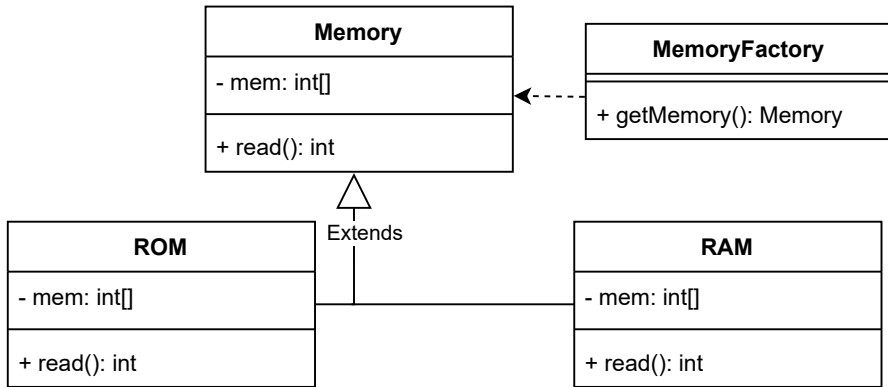 Memory
- mem: int[]
+ read(): int
MemoryFactory
+ getMemory(): Memory
Extends
ROM
- mem: int[]
+ read(): int
RAM
- mem: int[]
+ read(): int